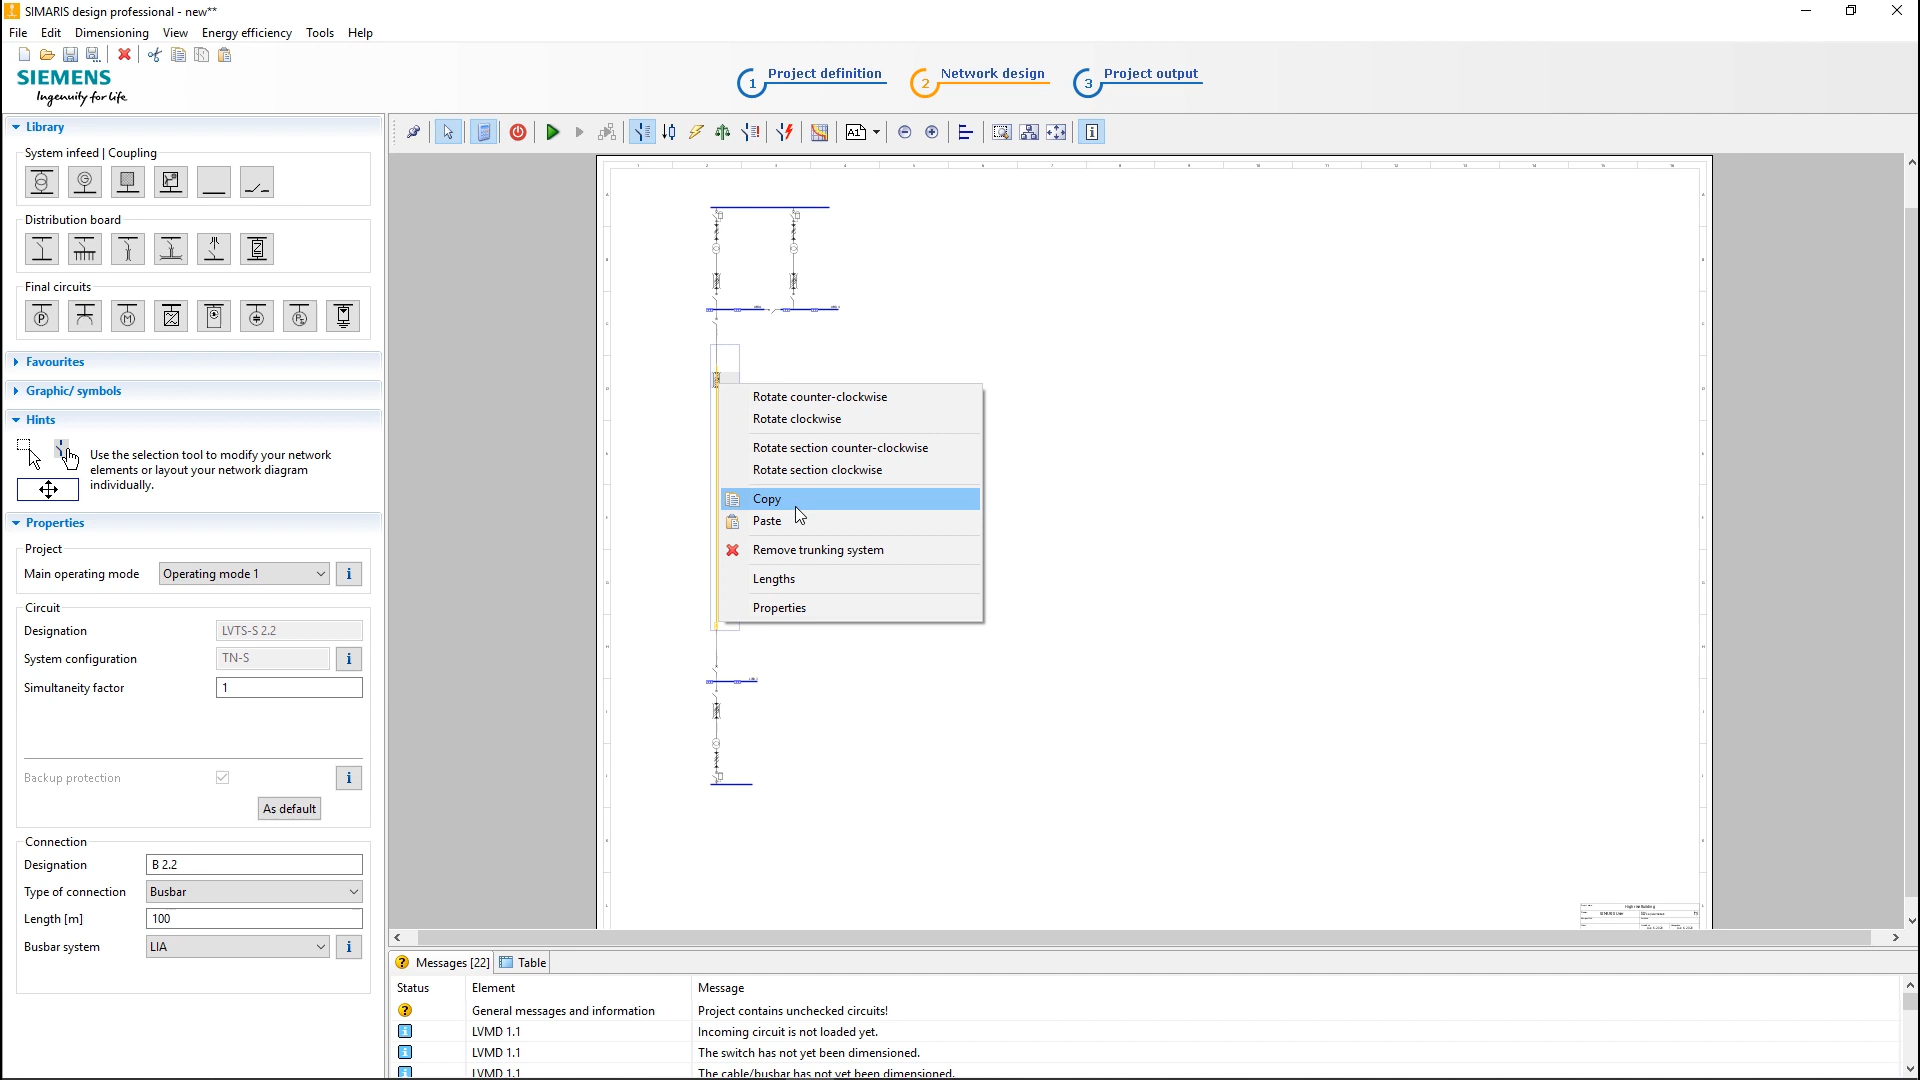 SIMARIS design professional - new**
File Edit Dimensioning View Energy efficiency Tools Help
SIEMENS
Ingenuity for life
1 Project definition
2 Network design
3 Project output
Library
System infeed | Coupling
Distribution board
Final circuits
Favourites
Graphic/ symbols
Hints
Use the selection tool to modify your network
elements or layout your network diagram
individually.
Properties
Project
Main operating mode Operating mode 1
Circuit
Designation LVTS-S 2.2
System configuration TN-S
Simultaneity factor 1
Backup protection
As default
Connection
Designation B 2.2
Type of connection Busbar
Length [m] 100
Busbar system LIA
Rotate counter-clockwise
Rotate clockwise
Rotate section counter-clockwise
Rotate section clockwise
Copy
Paste
Remove trunking system
Lengths
Properties
Messages [22] Table
Status Element Message
General messages and information Project contains unchecked circuits!
LVMD 1.1 Incoming circuit is not loaded yet.
LVMD 1.1 The switch has not yet been dimensioned.
LVMD 1.1 The cable/busbar has not yet been dimensioned.